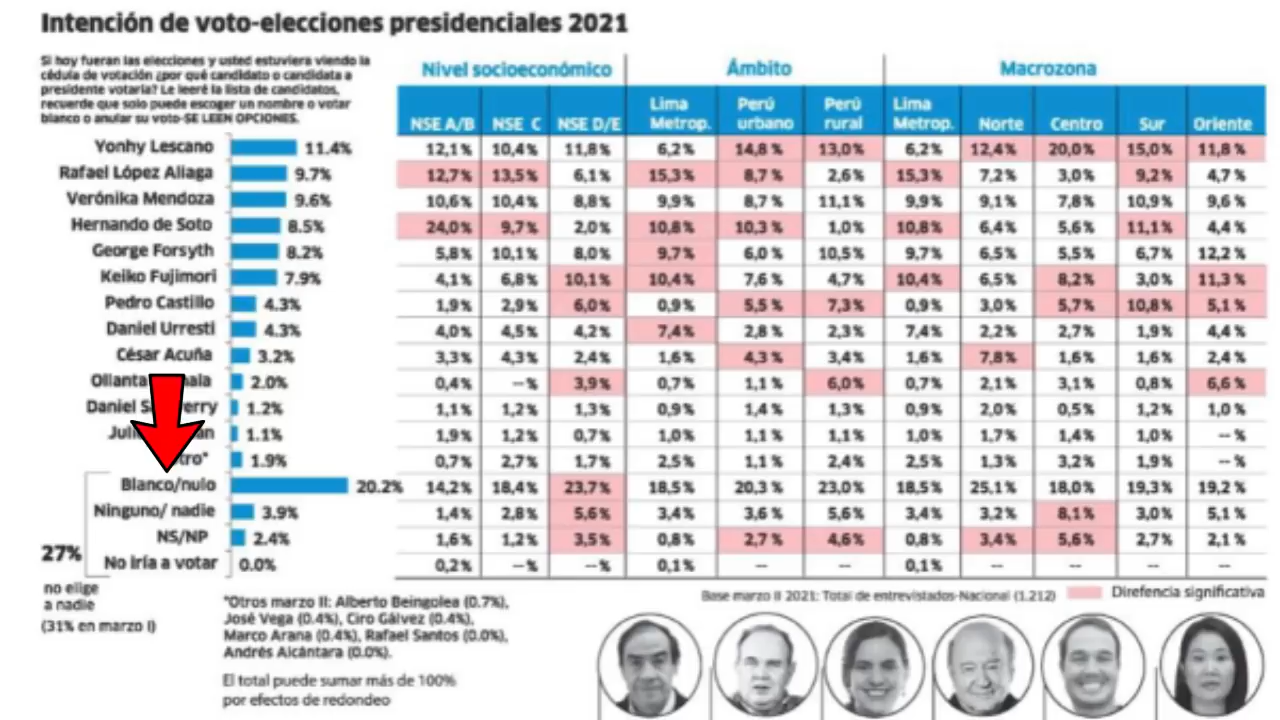 Intención de voto-elecciones presidenciales 2021
Si hoy fueran las elecciones y usted estuviera viendo la
cédula de votación ¿por qué candidato o candidata a
presidente votaría? Le leeré la lista de candidatos,
recuerde que solo puede escoger un nombre o votar
blanco o anular su voto-SE LEEN OPCIONES.
Nivel socioeconómico Ámbito Macrozona
NSE A/B NSE C NSE D/E Lima Metrop. Perú urbano Perú rural Lima Metrop. Norte Centro Sur Oriente
Yonhy Lescano 11.4% 12,1% 10,4% 11,8% 6,2% 14,8% 13,0% 6,2% 12,4% 20,0% 15,0% 11,8%
Rafael López Aliaga 9.7% 12,7% 13,5% 6,1% 15,3% 8,7% 2,6% 15,3% 7,2% 3,0% 9,2% 4,7%
Verónika Mendoza 9.6% 10,6% 10,4% 8,8% 9,9% 8,7% 11,1% 9,9% 9,1% 7,8% 10,9% 9,6%
Hernando de Soto 8.5% 24,0% 9,7% 2,0% 10,8% 10,3% 1,0% 10,8% 6,4% 5,6% 11,1% 4,4%
George Forsyth 8.2% 5,8% 10,1% 8,0% 9,7% 6,0% 10,5% 9,7% 6,5% 5,5% 6,7% 12,2%
Keiko Fujimori 7.9% 4,1% 6,8% 10,1% 10,4% 7,6% 4,7% 10,4% 6,5% 8,2% 3,0% 11,3%
Pedro Castillo 4.3% 1,9% 2,9% 6,0% 0,9% 5,5% 7,3% 0,9% 3,0% 5,7% 10,8% 5,1%
Daniel Urresti 4.3% 4,0% 4,5% 4,2% 7,4% 2,8% 2,3% 7,4% 2,2% 2,7% 1,9% 4,4%
César Acuña 3.2% 3,3% 4,3% 2,4% 1,6% 4,3% 3,4% 1,6% 7,8% 1,6% 1,6% 2,4%
Ollanta 2.0% 0,4% --% 3,9% 0,7% 1,1% 6,0% 0,7% 2,1% 3,1% 0,8% 6,6%
Daniel 1.2% 1,1% 1,2% 1,3% 0,9% 1,4% 1,3% 0,9% 2,0% 0,5% 1,2% 1,0%
1.1% 1,9% 1,2% 0,7% 1,0% 1,1% 1,1% 1,0% 1,7% 1,4% 1,0% --%
1.9% 0,7% 2,7% 1,7% 2,5% 1,1% 2,4% 2,5% 1,3% 3,2% 1,9% --%
Blanco/nulo 20.2% 14,2% 18,4% 23,7% 18,5% 20,3% 23,0% 18,5% 25,1% 18,0% 19,3% 19,2%
Ninguno/ nadie 3.9% 1,4% 2,8% 5,6% 3,4% 3,6% 5,6% 3,4% 3,2% 8,1% 3,0% 5,1%
NS/NP 2.4% 1,6% 1,2% 3,5% 0,8% 2,7% 4,6% 0,8% 3,4% 5,6% 2,7% 2,1%
No iría a votar 0.0% 0,2% --% --% 0,1% -- -- 0,1% -- -- -- --
27%
no elige
a nadie
(31% en marzo I)
*Otros marzo II: Alberto Beingolea (0.7%),
José Vega (0.4%), Ciro Gálvez (0.4%),
Marco Arana (0.4%), Rafael Santos (0.0%),
Andrés Alcántara (0.0%).
El total puede sumar más de 100%
por efectos de redondeo
Base marzo II 2021: Total de entrevistados-Nacional (1.212)
Direfencia significativa